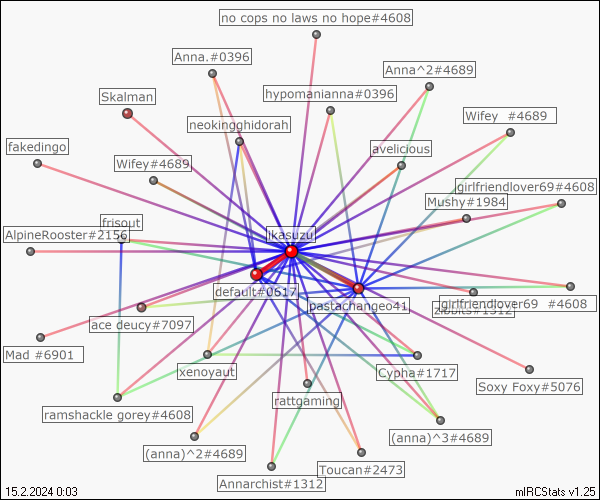 no cops no laws no hope#4608
Anna.#0396
Anna^2#4689
Skalman
hypomanianna#0396
neokingghidorah
Wifey  #4689
fakedingo
avelicious
Wifey#4689
girlfriendlover69#4608
Mushy#1984
frisout
AlpineRooster#2156
ikasuzu
default#0617
pastachangeo41
girlfriendlover69  #4608
zibbits#1312
ace deucy#7097
Mad #6901
xenoyaut
Cypha#1717
Soxy Foxy#5076
rattgaming
ramshackle gorey#4608
(anna)^3#4689
(anna)^2#4689
Toucan#2473
Annarchist#1312
15.2.2024 0:03
mIRCStats v1.25